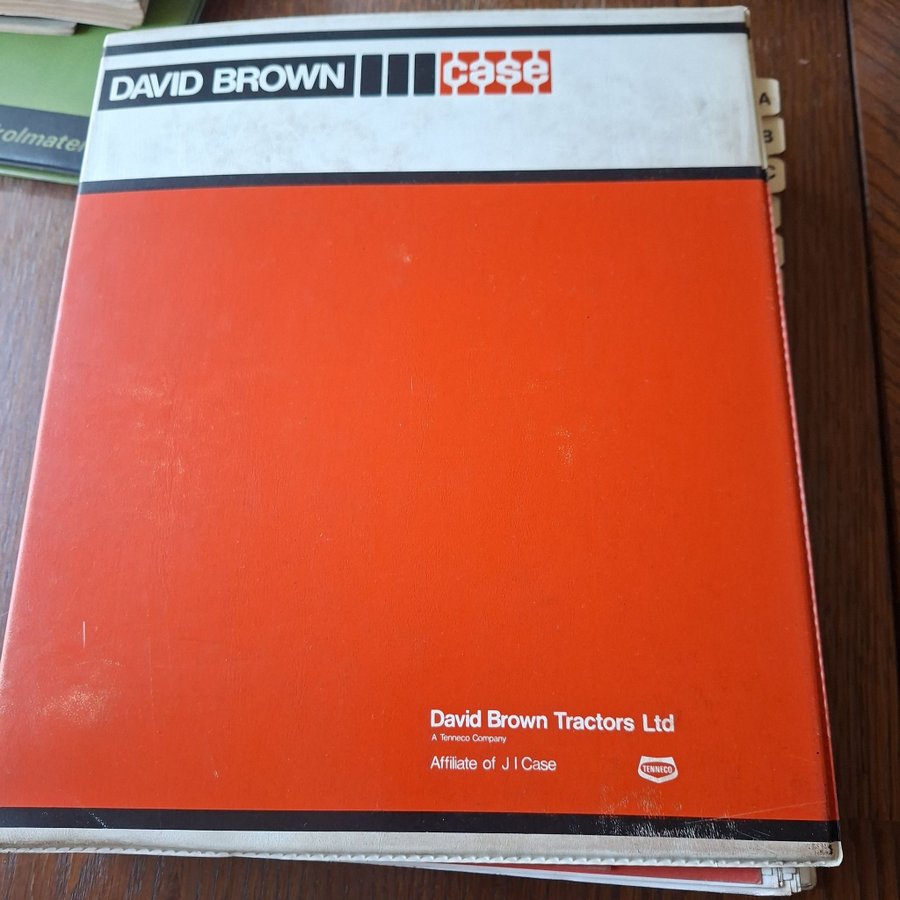 DAVID BROWN case
A
B
C
David Brown Tractors Ltd
A Tenneco Company
Affiliate of J I Case
TENNECO